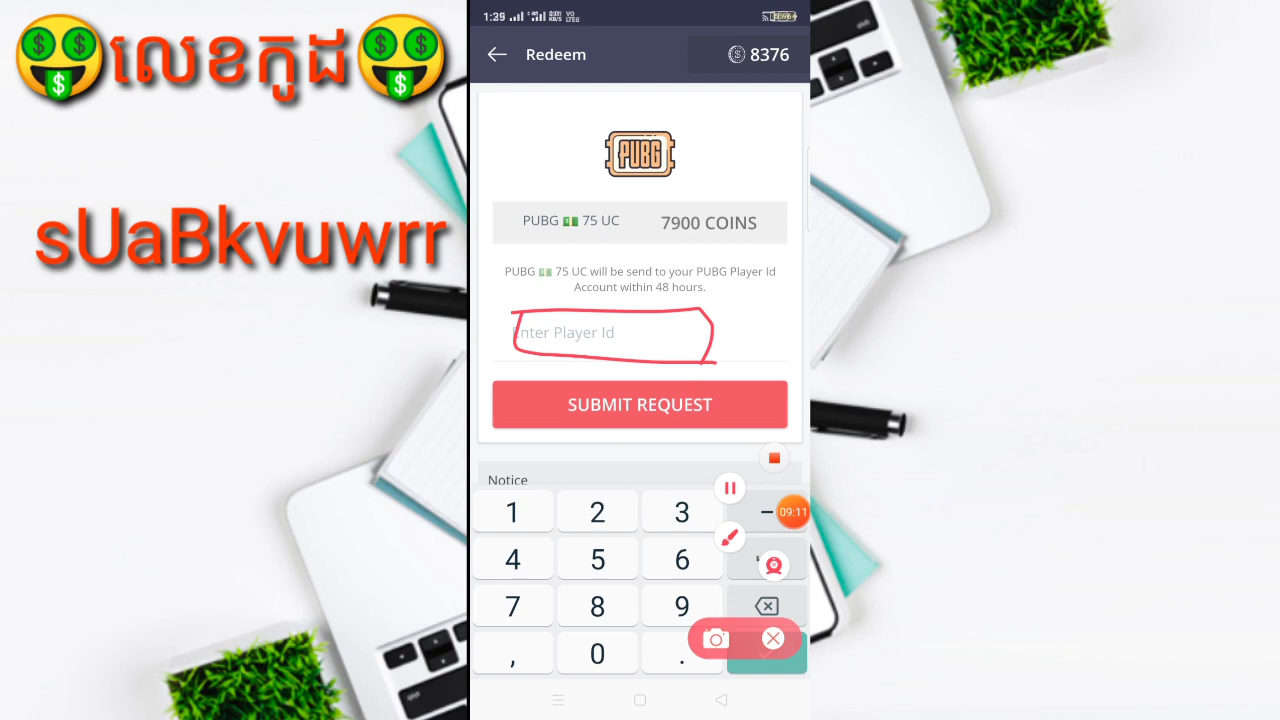 លេខកូដ
sUaBkvuwrr
1:29
VO LTE
Redeem
8376
PUBG
PUBG 75 UC 7900 COINS
PUBG 75 UC will be send to your PUBG Player Id
Account within 48 hours.
Enter Player Id
SUBMIT REQUEST
Notice
1 2 3 –
09:11
4 5 6
7 8 9
, 0 .